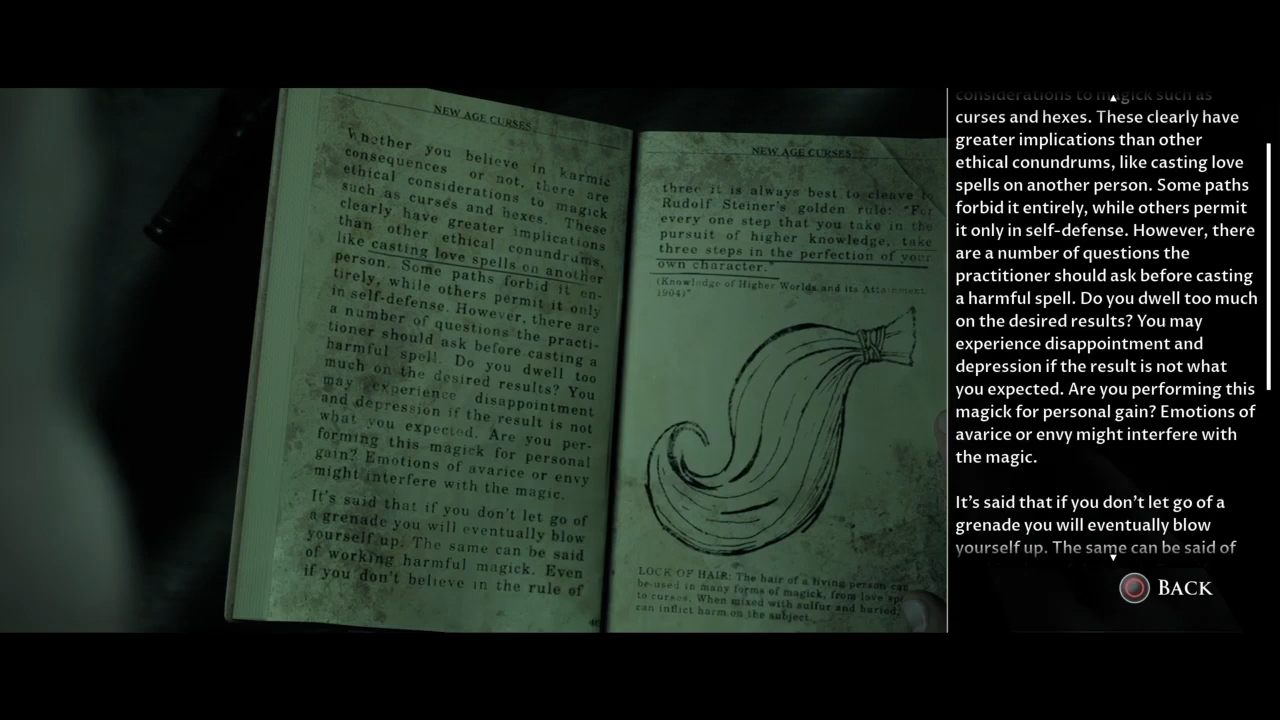 NEW AGE CURSES
Whether you believe in karmic
consequences or not, there are
ethical considerations to magick
such as curses and hexes. These
clearly have greater implications
than other ethical conundrums,
like casting love spells on another
person. Some paths forbid it en-
tirely, while others permit it only
in self-defense. However, there are
a number of questions the practi-
tioner should ask before casting a
harmful spell. Do you dwell too
much on the desired results? You
may experience disappointment
and depression if the result is not
what you expected. Are you per-
forming this magick for personal
gain? Emotions of avarice or envy
might interfere with the magic.
It's said that if you don't let go of
a grenade you will eventually blow
yourself up. The same can be said
of working harmful magick. Even
if you don't believe in the rule of
NEW AGE CURSES
three it is always best to cleave to
Rudolf Steiner's golden rule: "For
every one step that you take in the
pursuit of higher knowledge, take
three steps in the perfection of your
own character."
(Knowledge of Higher Worlds and its Attainment,
1904)"
LOCK OF HAIR: The hair of a living person can
be used in many forms of magick, from love
to curses. When mixed with sulfur and buried,
can inflict harm on the subject.
considerations to magick such as
curses and hexes. These clearly have
greater implications than other
ethical conundrums, like casting love
spells on another person. Some paths
forbid it entirely, while others permit
it only in self-defense. However, there
are a number of questions the
practitioner should ask before casting
a harmful spell. Do you dwell too much
on the desired results? You may
experience disappointment and
depression if the result is not what
you expected. Are you performing this
magick for personal gain? Emotions of
avarice or envy might interfere with
the magic.
It's said that if you don't let go of a
grenade you will eventually blow
yourself up. The same can be said of
BACK